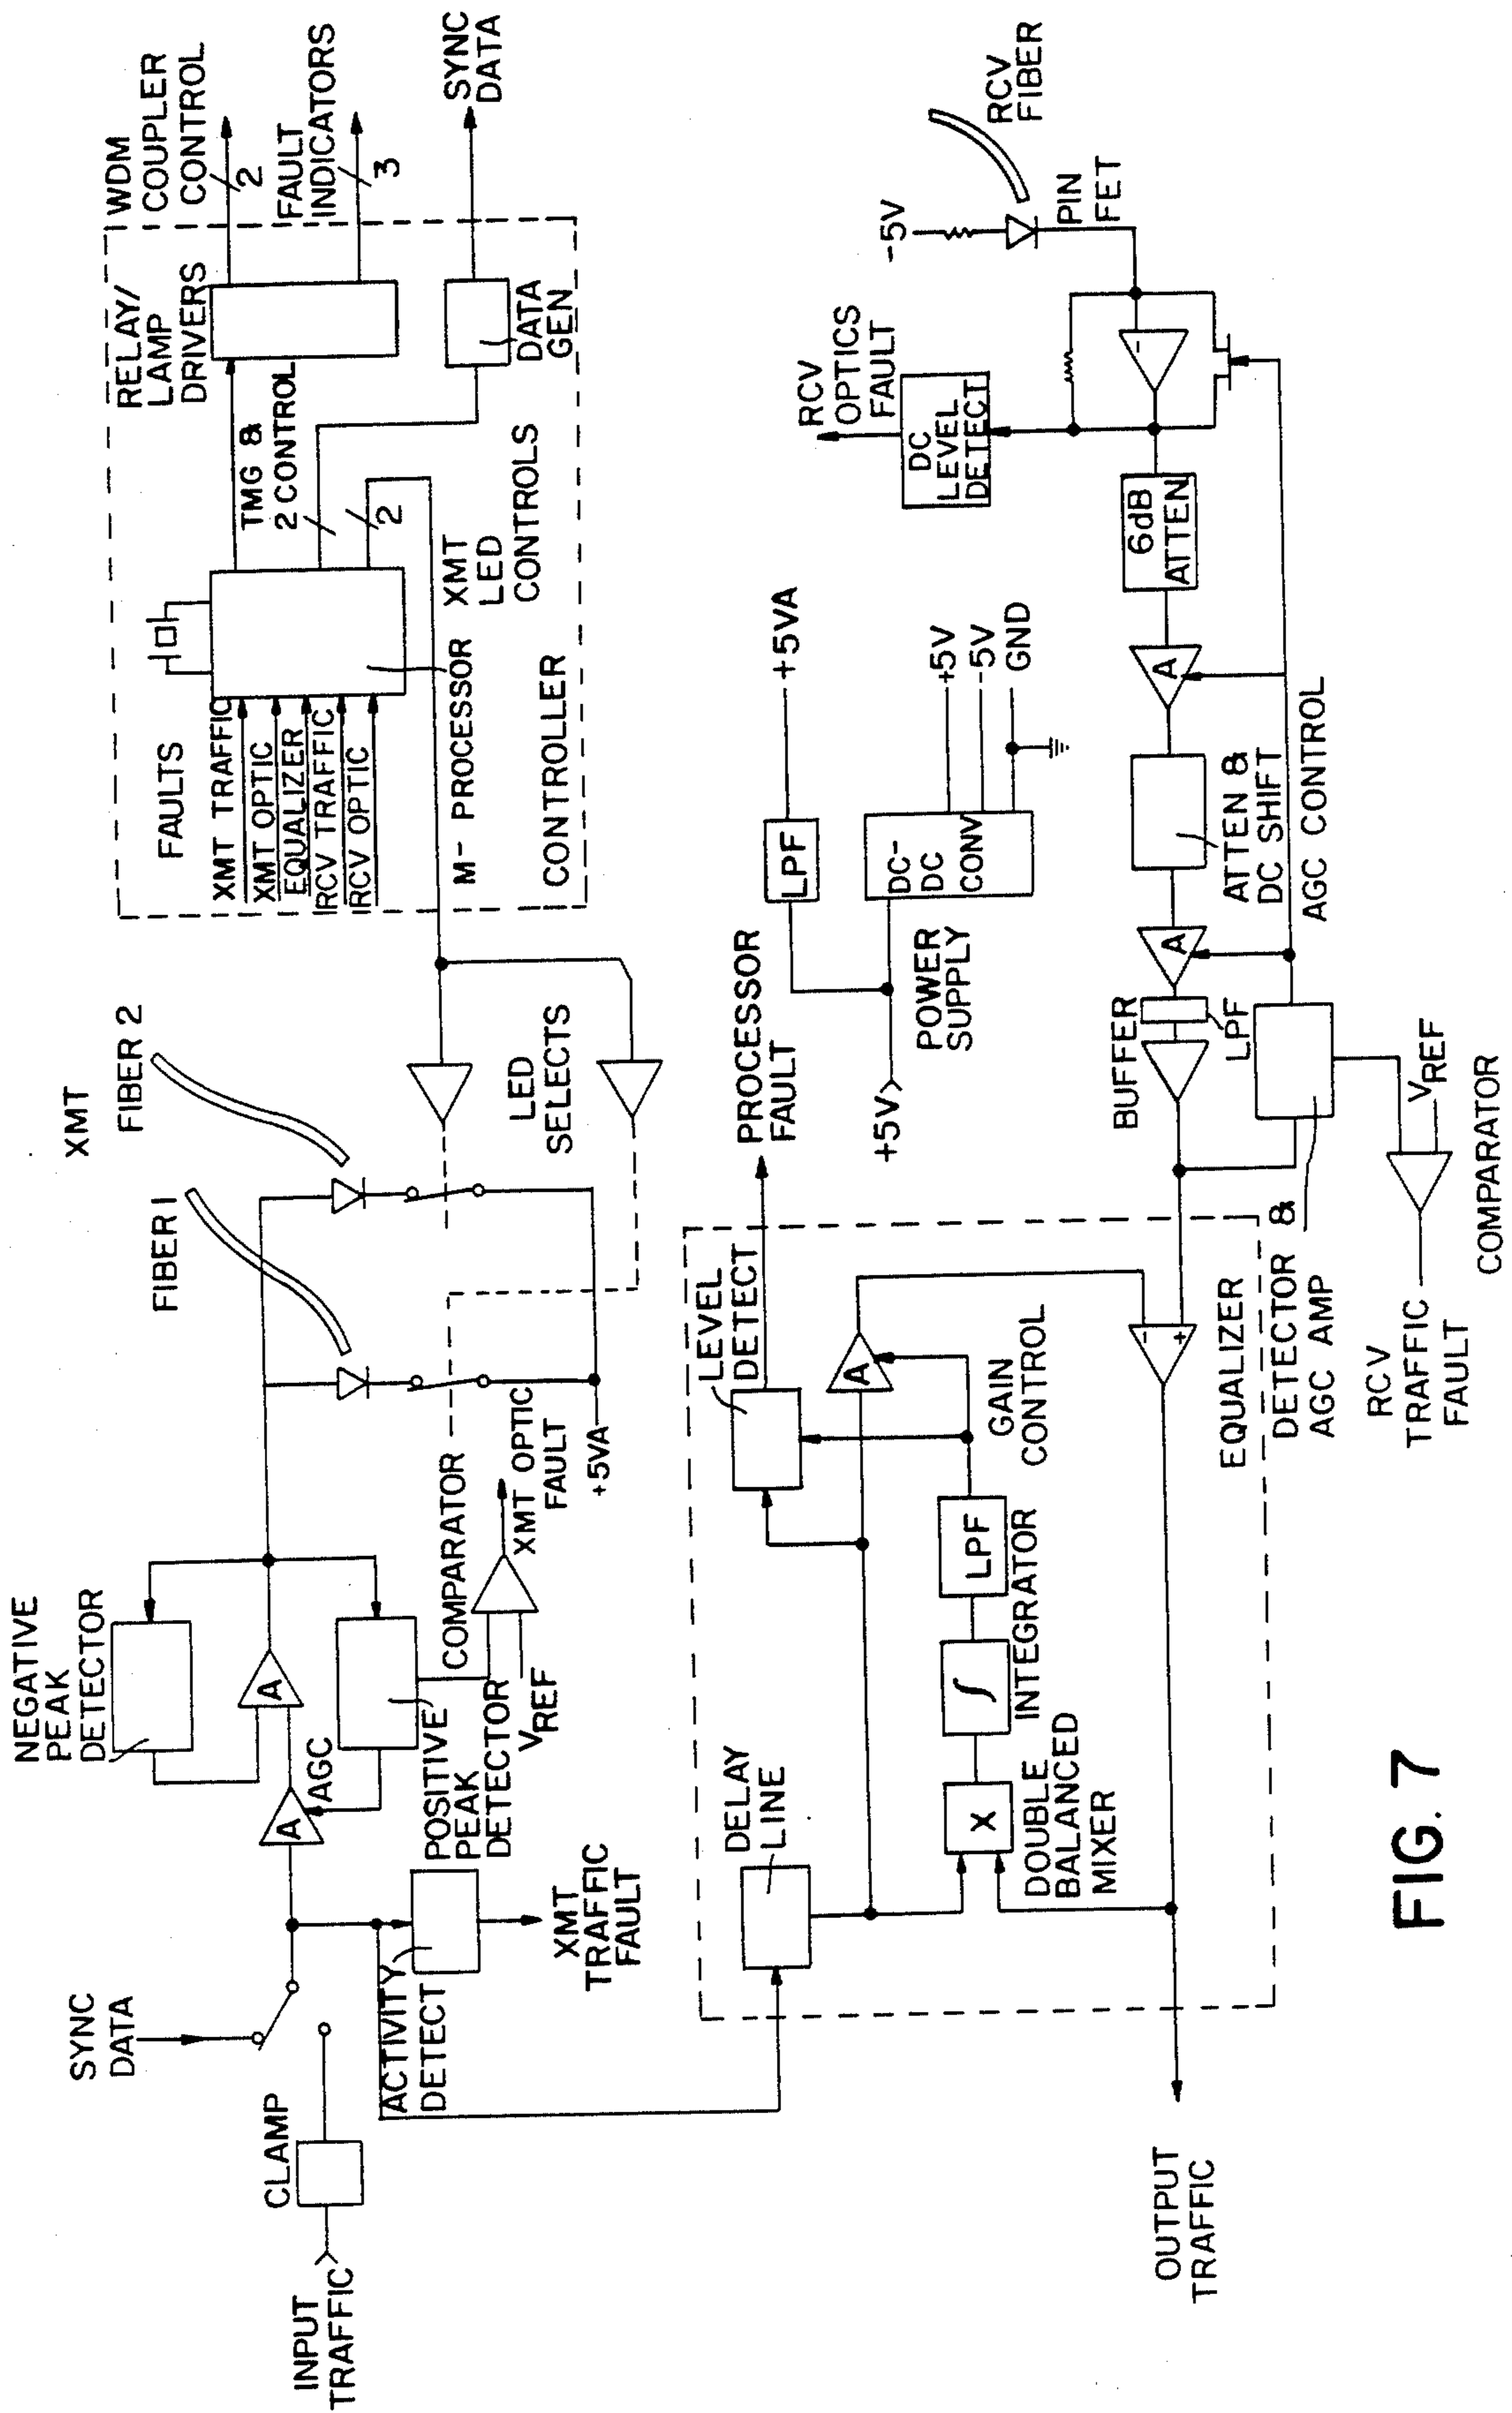 INPUT
TRAFFIC
CLAMP
SYNC
DATA
ACTIVITY
DETECT
XMT
TRAFFIC
FAULT
NEGATIVE
PEAK
DETECTOR
A
A
AGC
POSITIVE
PEAK
DETECTOR
VREF
COMPARATOR
XMT OPTIC
FAULT
+5VA
FIBER 1
XMT
FIBER 2
LED
SELECTS
FAULTS
XMT TRAFFIC
XMT OPTIC
EQUALIZER
RCV TRAFFIC
RCV OPTIC
M-PROCESSOR
CONTROLLER
XMT
LED
CONTROLS
TMG &
2 CONTROL
2
RELAY/
LAMP
DRIVERS
DATA
GEN
WDM
COUPLER
CONTROL
2
FAULT
INDICATORS
3
SYNC
DATA
DELAY
LINE
X
DOUBLE
BALANCED
MIXER
∫
INTEGRATOR
LPF
GAIN
CONTROL
LEVEL
DETECT
A
- +
EQUALIZER
PROCESSOR
FAULT
+5V
POWER
SUPPLY
LPF
+5VA
DC-
DC
CONV
+5V
-5V
GND
OUTPUT
TRAFFIC
DETECTOR &
AGC AMP
RCV
TRAFFIC
FAULT
COMPARATOR
VREF
BUFFER
LPF
A
ATTEN &
DC SHIFT
AGC CONTROL
A
6dB
ATTEN
DC
LEVEL
DETECT
RCV
OPTICS
FAULT
-
-5V
PIN
FET
RCV
FIBER
FIG. 7